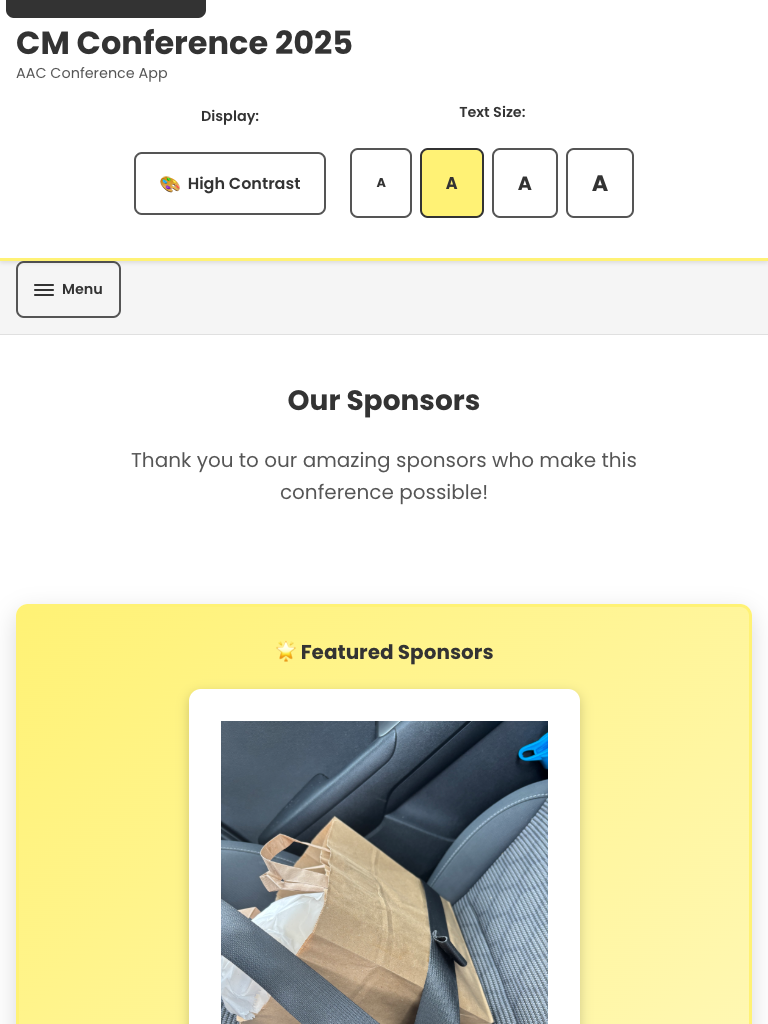 CM Conference 2025
AAC Conference App
Display:
Text Size:
High Contrast
A
A
A
A
Menu
Our Sponsors
Thank you to our amazing sponsors who make this
conference possible!
🌟 Featured Sponsors